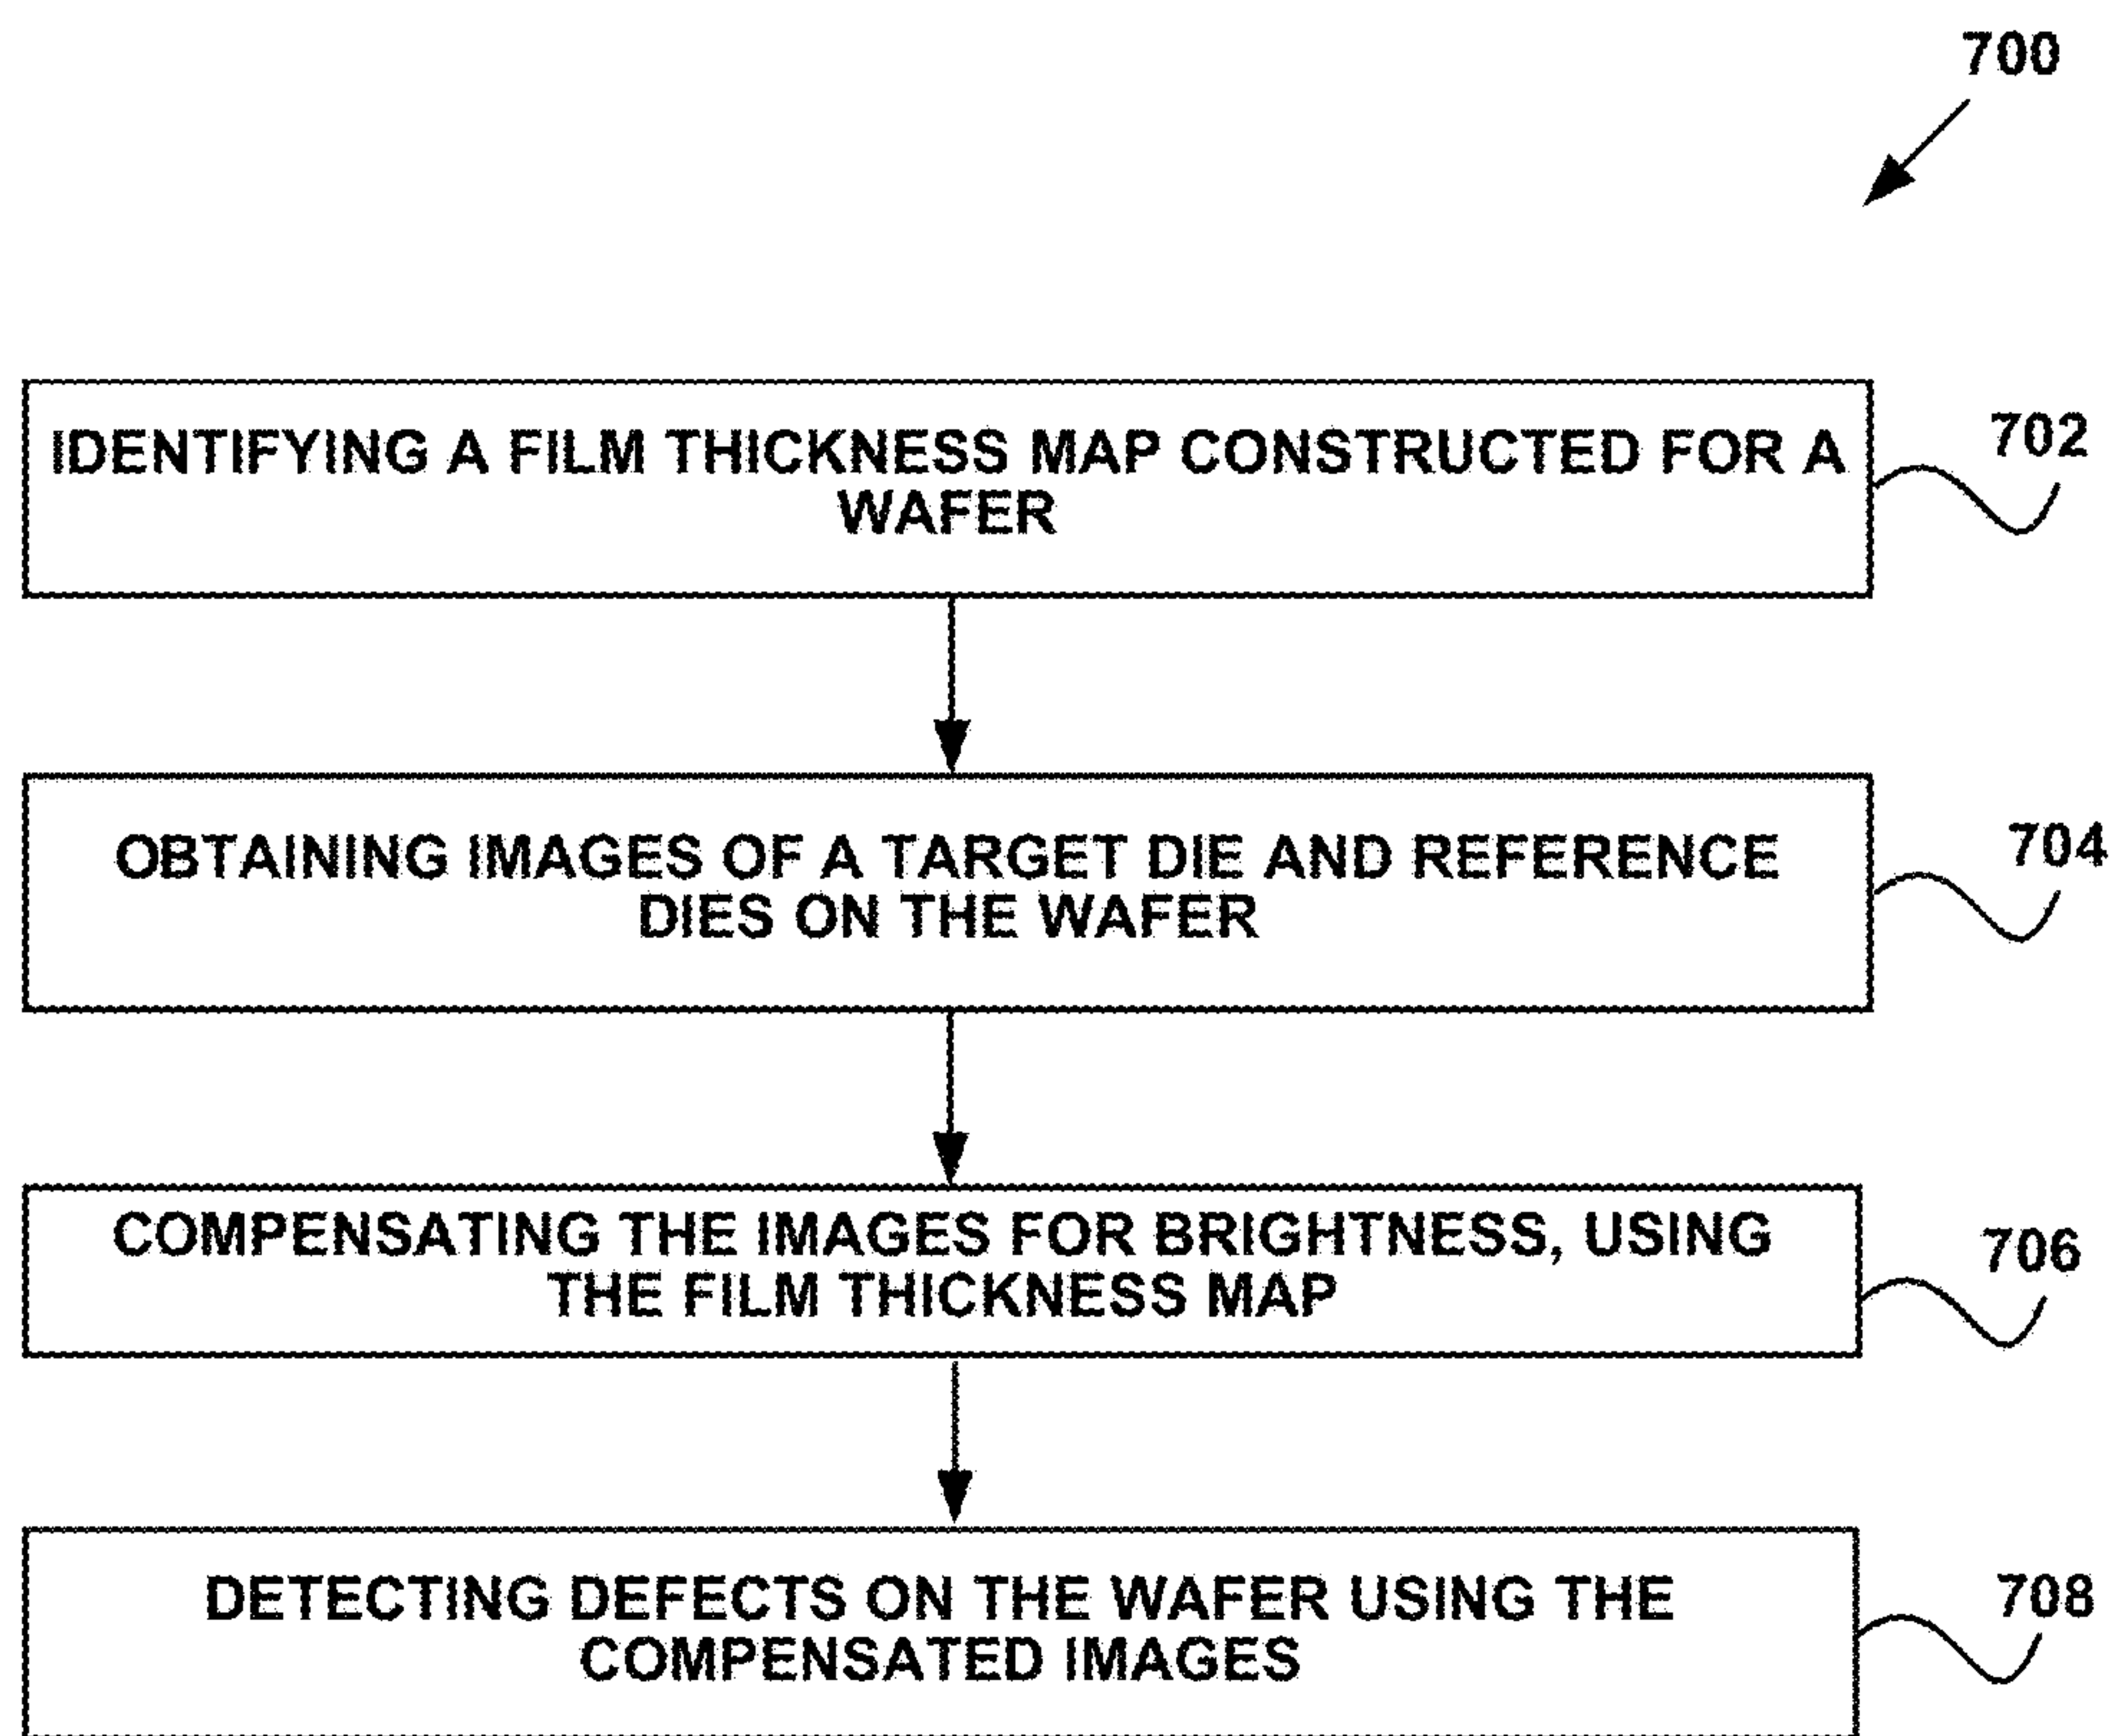 700
IDENTIFYING A FILM THICKNESS MAP CONSTRUCTED FOR A
WAFER
702
OBTAINING IMAGES OF A TARGET DIE AND REFERENCE
DIES ON THE WAFER
704
COMPENSATING THE IMAGES FOR BRIGHTNESS, USING
THE FILM THICKNESS MAP
706
DETECTING DEFECTS ON THE WAFER USING THE
COMPENSATED IMAGES
708